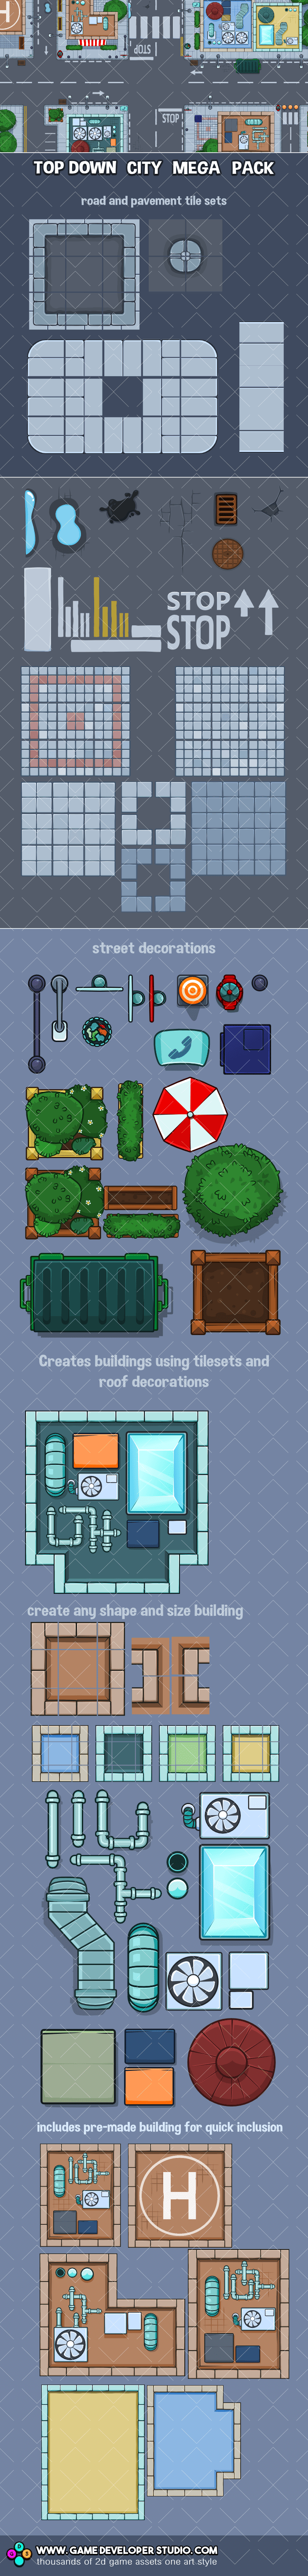 H
STOP
STOP
TOP DOWN CITY MEGA PACK
road and pavement tile sets
STOP
STOP
street decorations
Creates buildings using tilesets and
roof decorations
create any shape and size building
includes pre-made building for quick inclusion
H
WWW.GAMEDEVELOPERSTUDIO.COM
thousands of 2d game assets one art style